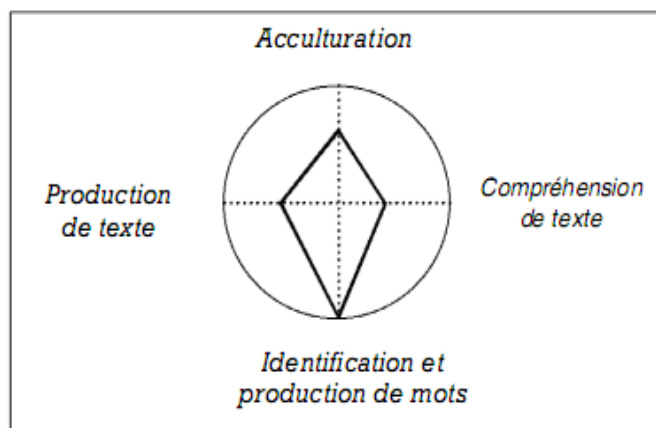 Acculturation
Production
de texte
Compréhension
de texte
Identification et
production de mots